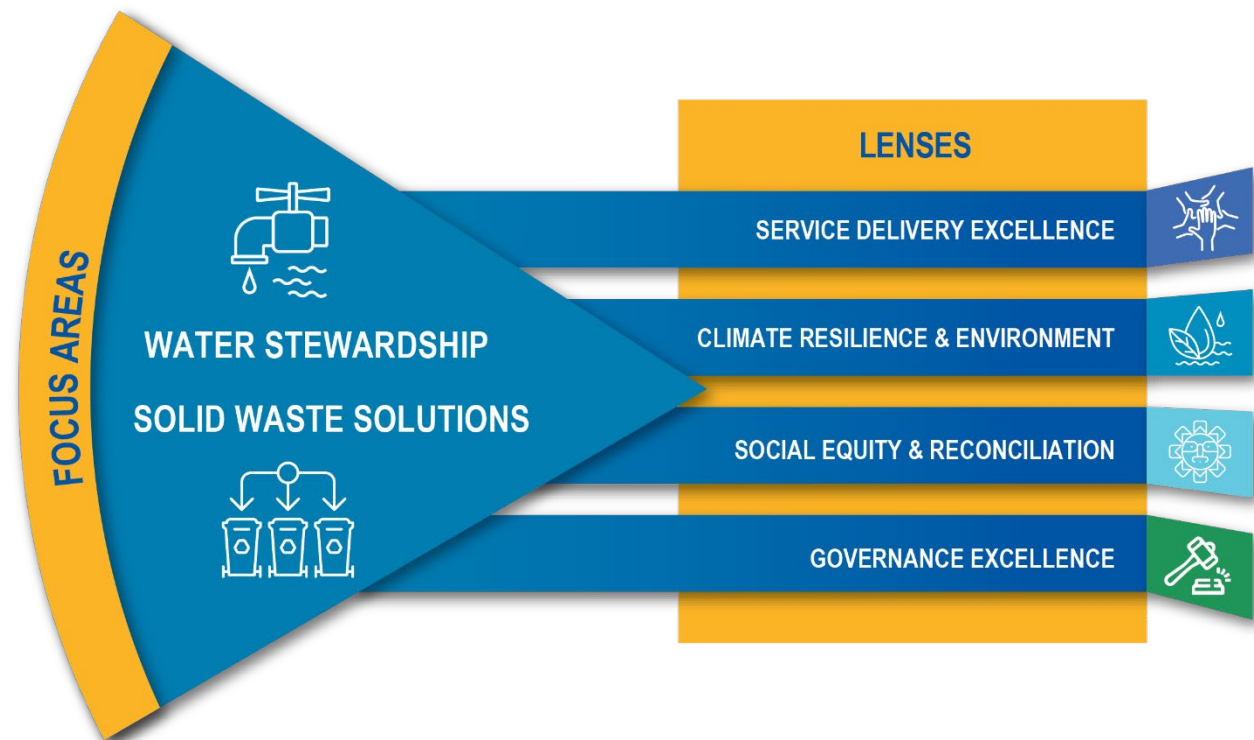 FOCUS AREAS
WATER STEWARDSHIP
SOLID WASTE SOLUTIONS
LENSES
SERVICE DELIVERY EXCELLENCE
CLIMATE RESILIENCE & ENVIRONMENT
SOCIAL EQUITY & RECONCILIATION
GOVERNANCE EXCELLENCE